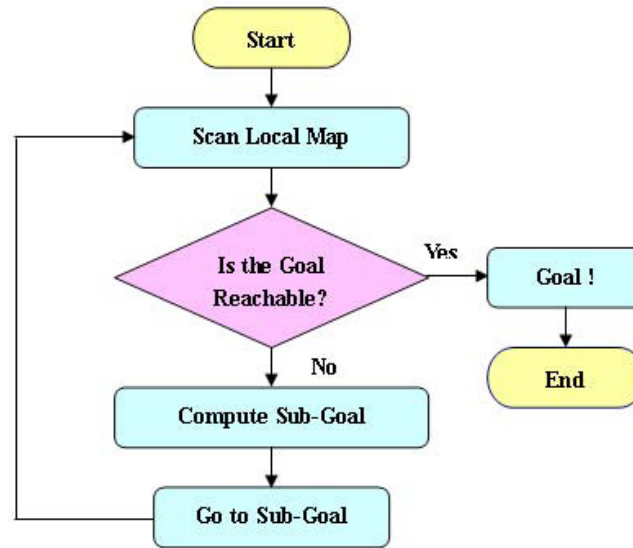 Start
Scan Local Map
Is the Goal
Reachable?
Yes
Goal !
End
No
Compute Sub-Goal
Go to Sub-Goal